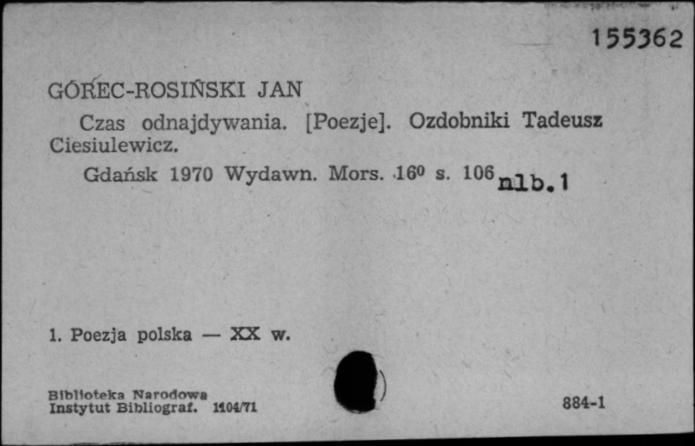 155362
GÓREC-ROSIŃSKI JAN
Czas odnajdywania. [Poezje]. Ozdobniki Tadeusz
Ciesiulewicz.
Gdańsk 1970 Wydawn. Mors. 16⁰ s. 106 nlb. 1
1. Poezja polska — XX w.
Biblioteka Narodowa
Instytut Bibliograf. 1104/71
884-1